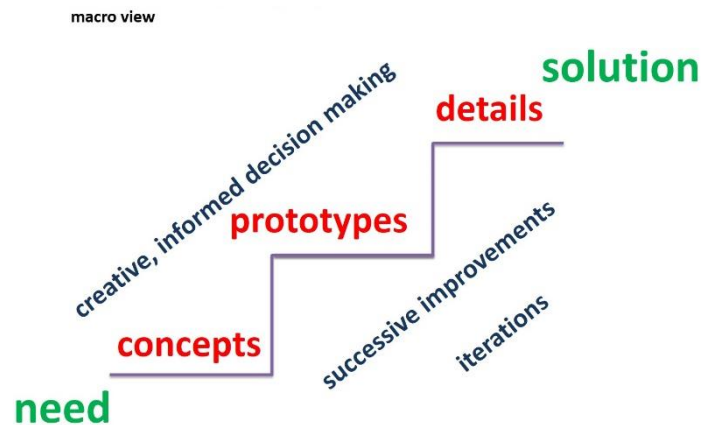 macro view
solution
details
creative, informed decision making
prototypes
successive improvements
iterations
concepts
need